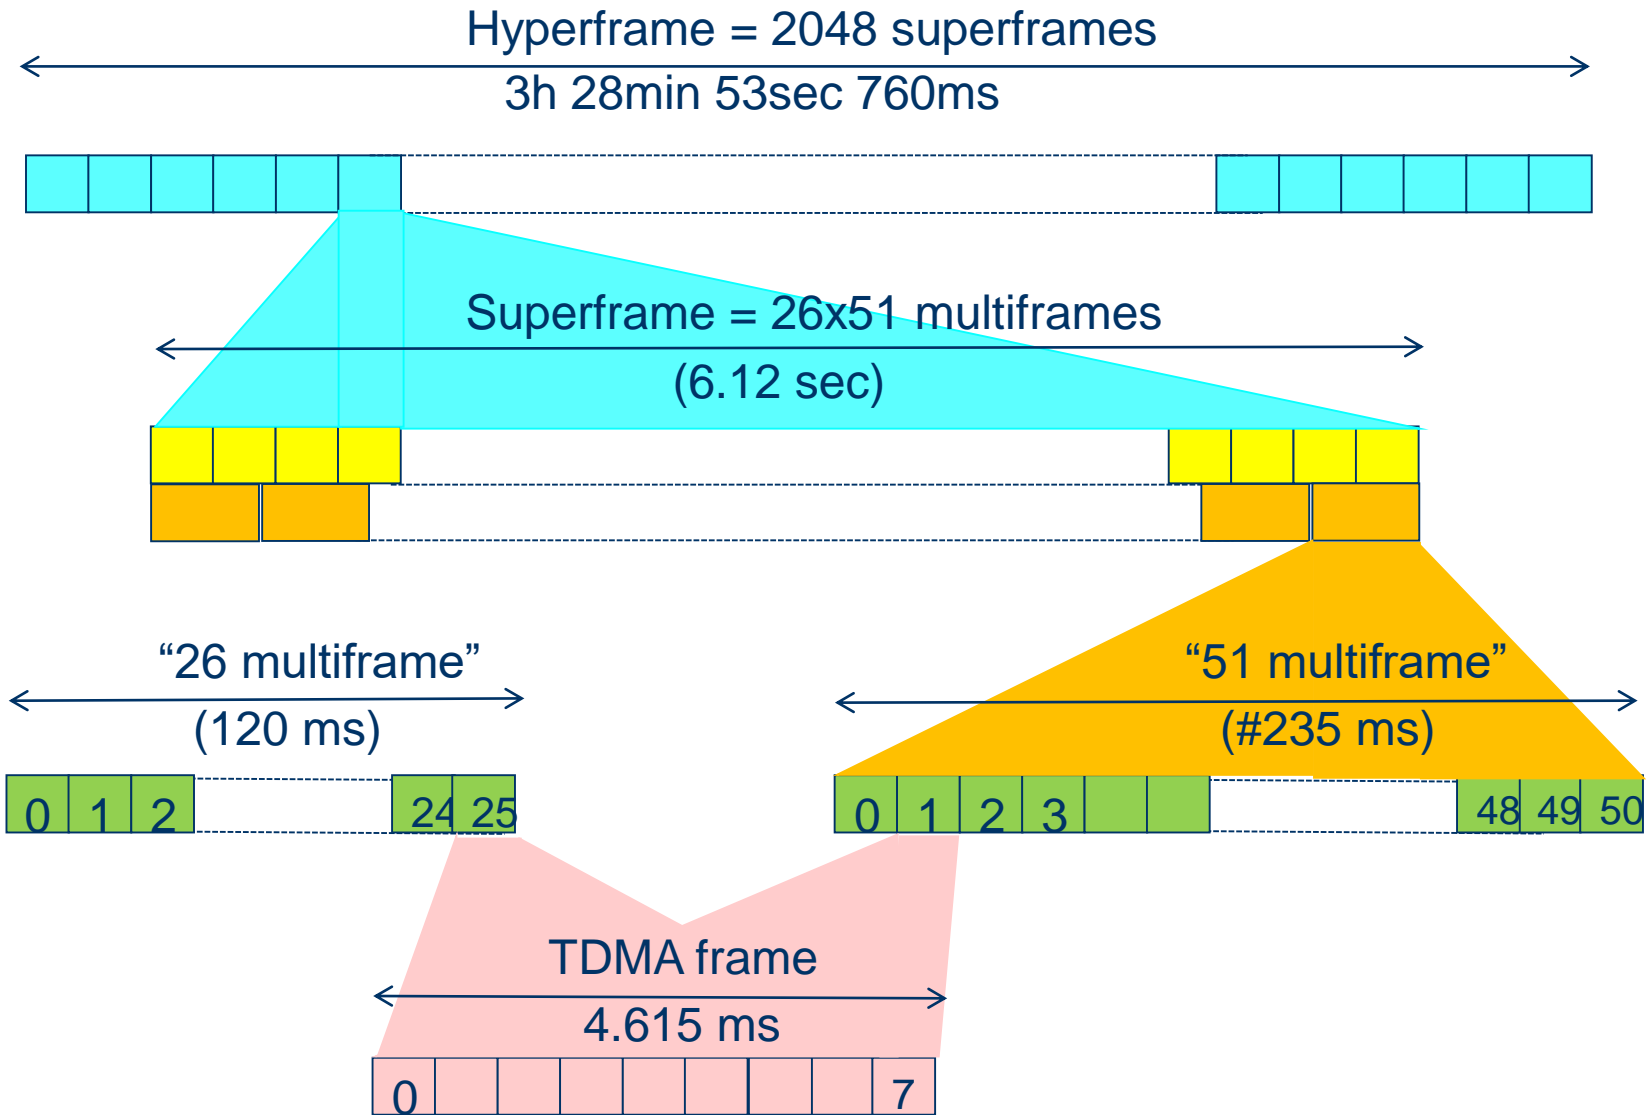 Hyperframe = 2048 superframes
3h 28min 53sec 760ms
Superframe = 26x51 multiframes
(6.12 sec)
“26 multiframe”
(120 ms)
“51 multiframe”
(#235 ms)
0 1 2 24 25
0 1 2 3 48 49 50
TDMA frame
4.615 ms
0 7